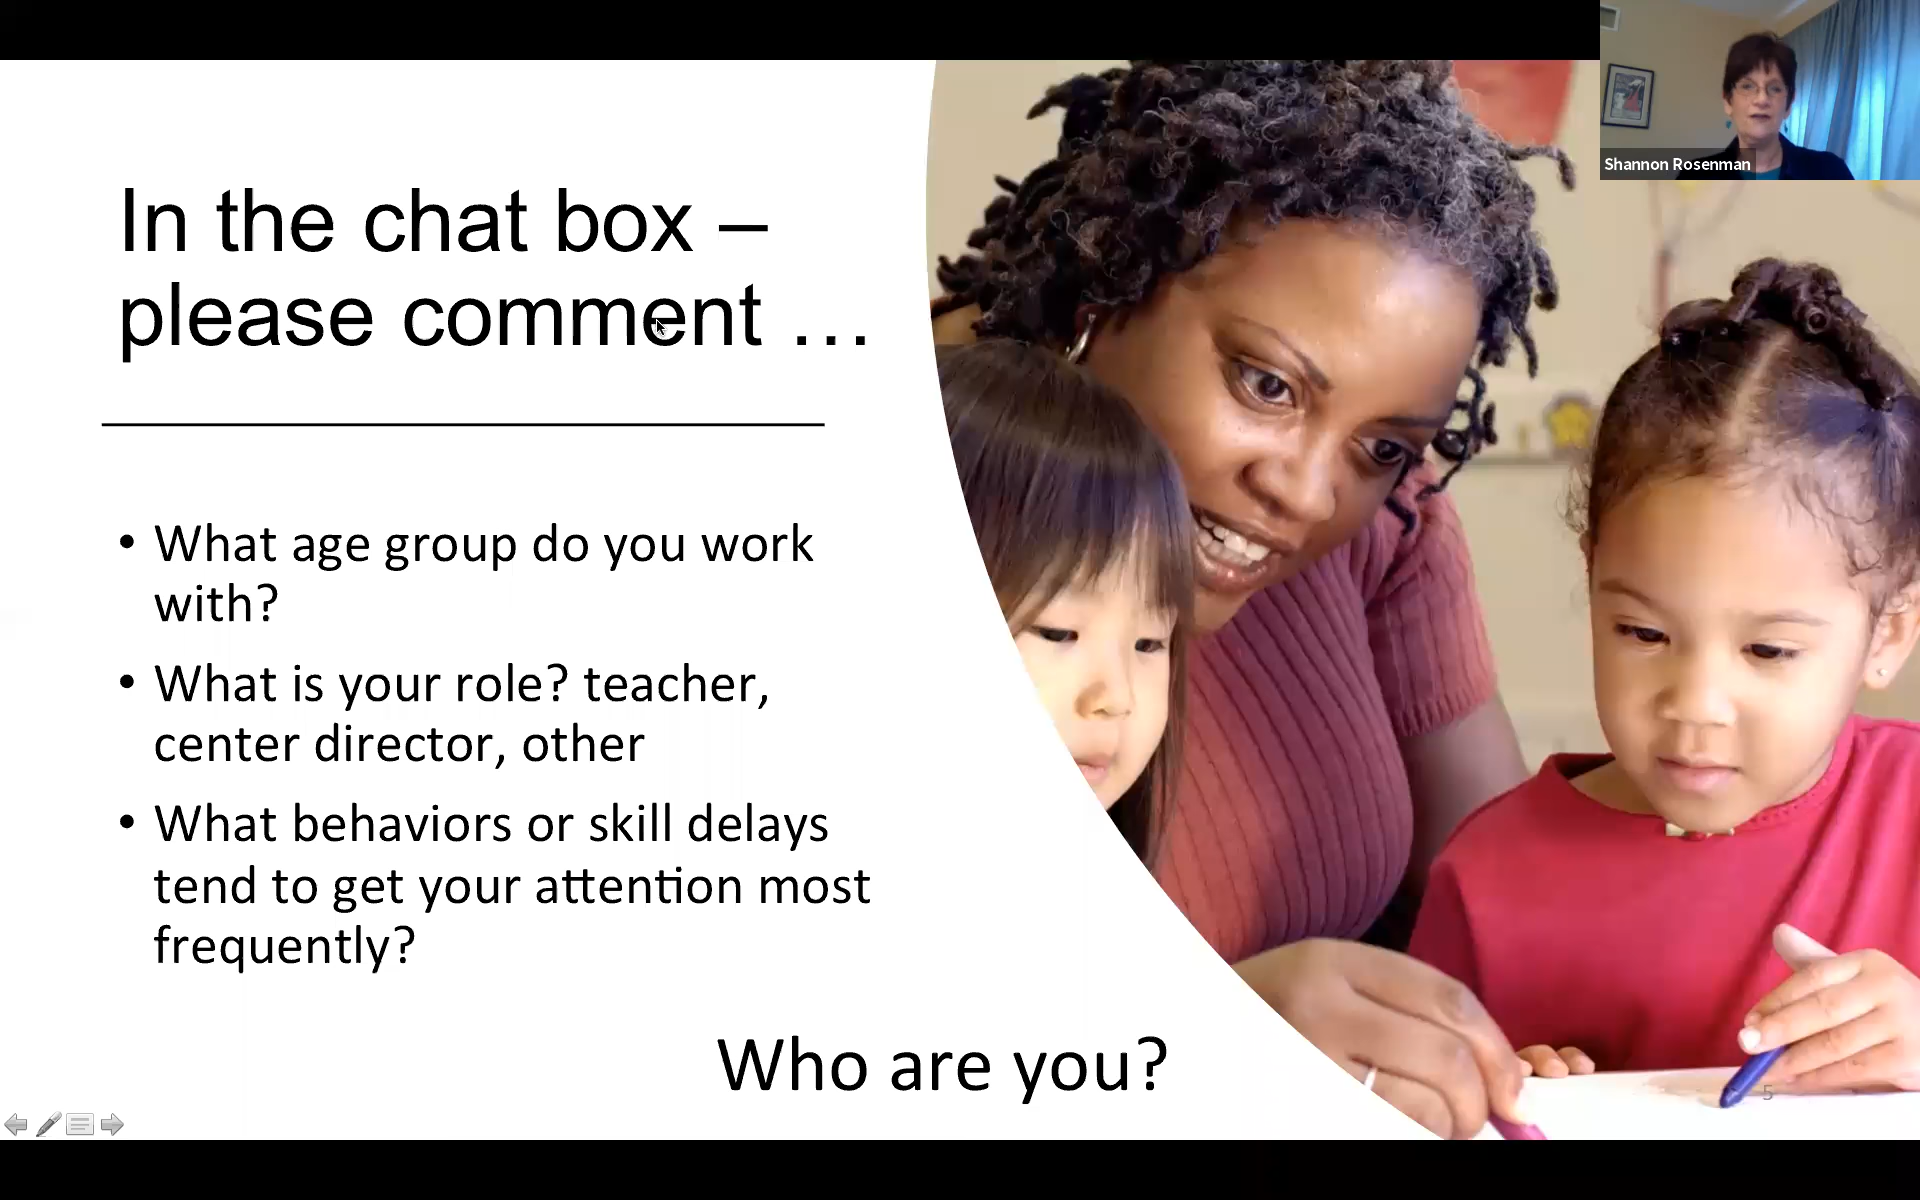 Shannon Rosenman
In the chat box –
please comment …
• What age group do you work
with?
• What is your role? teacher,
center director, other
• What behaviors or skill delays
tend to get your attention most
frequently?
Who are you?
5